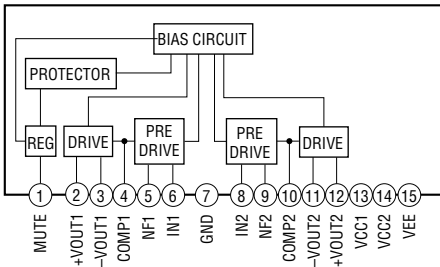 BIAS CIRCUIT
PROTECTOR
REG
DRIVE
PRE
DRIVE
PRE
DRIVE
DRIVE
1 2 3 4 5 6 7 8 9 10 11 12 13 14 15
MUTE
+VOUT1
–VOUT1
COMP1
NF1
IN1
GND
IN2
NF2
COMP2
–VOUT2
+VOUT2
VCC1
VCC2
VEE